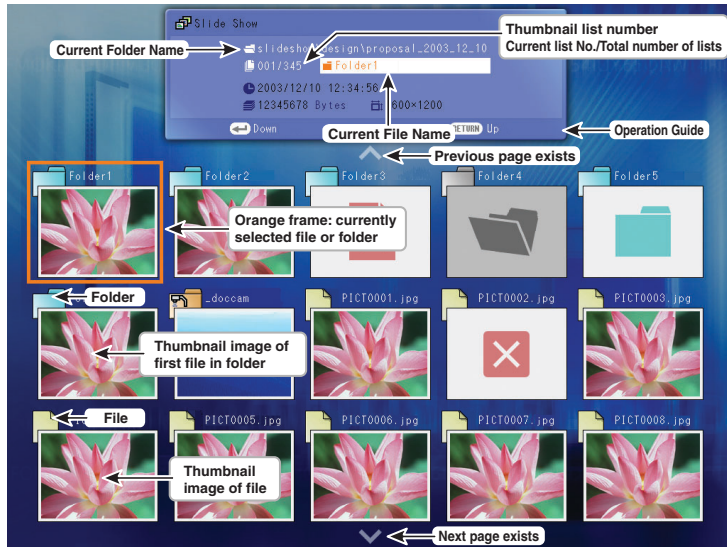 Slide Show
Thumbnail list number
Current list No./Total number of lists
Current Folder Name
slideshow design\proposal_2003_12_10
001/345 Folder1
2003/12/10 12:34:56
12345678 Bytes 600×1200
Down
Current File Name
RETURN Up
Operation Guide
Previous page exists
Folder1
Folder2
Folder3
Folder4
Folder5
Orange frame: currently
selected file or folder
Folder
_doccam
PICT0001.jpg
PICT0002.jpg
PICT0003.jpg
Thumbnail image of
first file in folder
File
PICT0005.jpg
PICT0006.jpg
PICT0007.jpg
PICT0008.jpg
Thumbnail
image of file
Next page exists